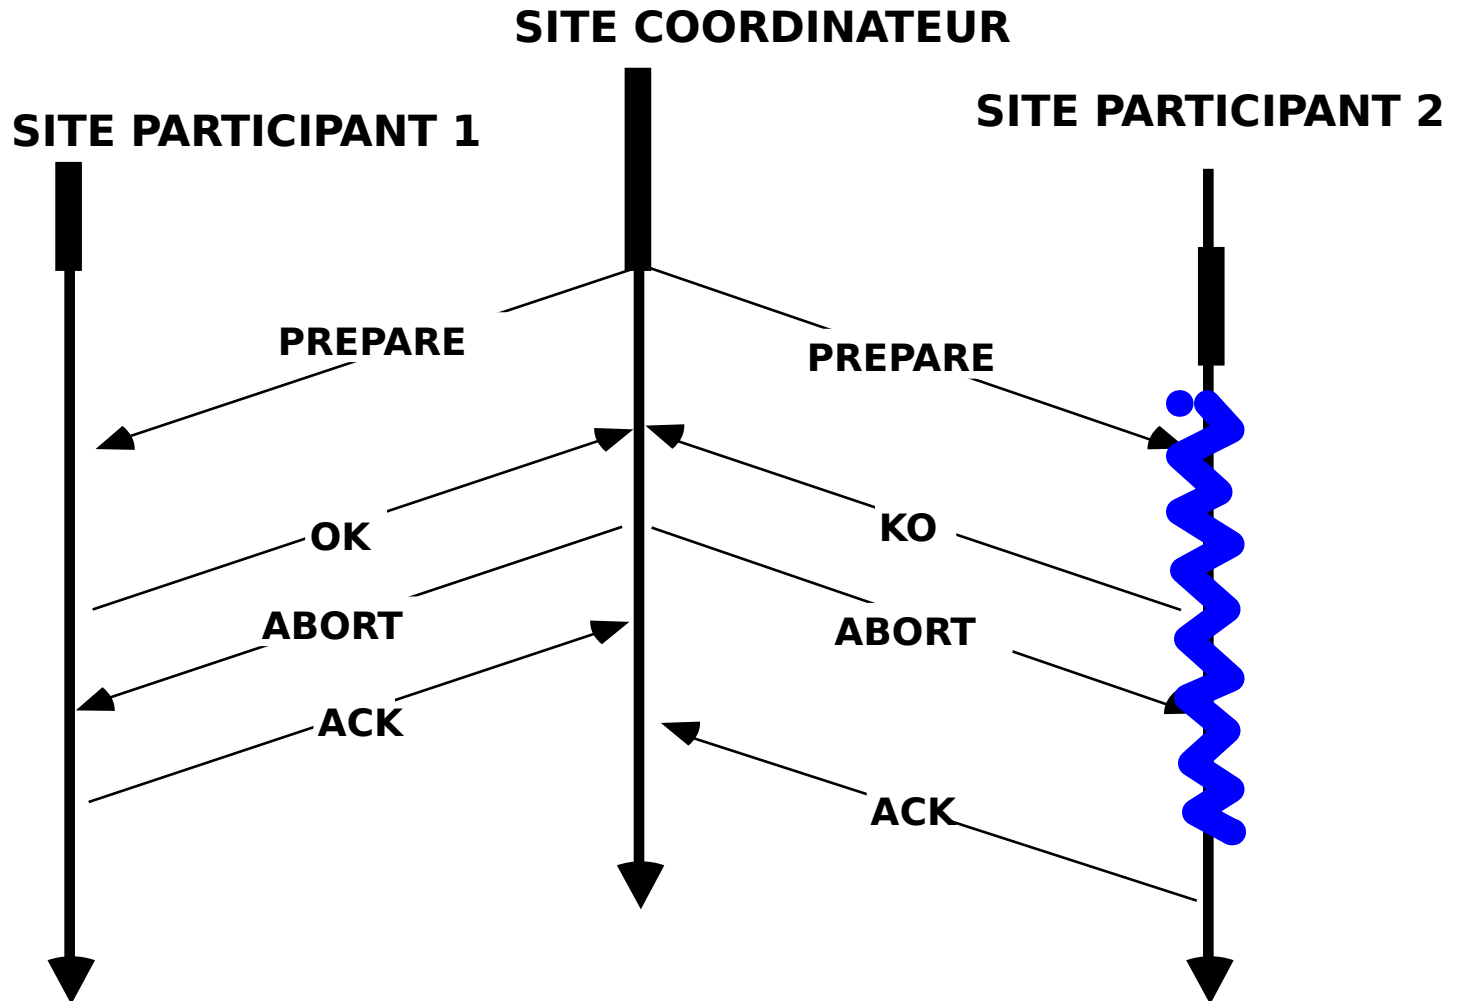 SITE COORDINATEUR
SITE PARTICIPANT 2
SITE PARTICIPANT 1
PREPARE
PREPARE
OK
KO
ABORT
ABORT
ACK
ACK